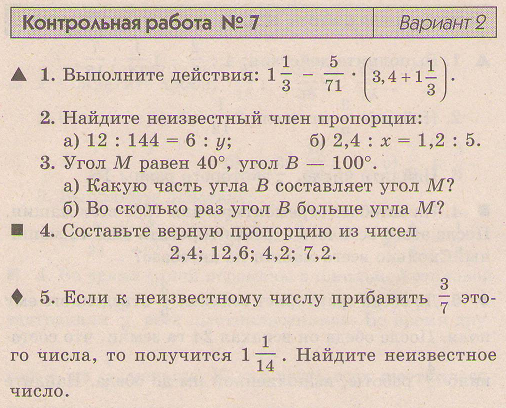 Контрольная работа № 7 Вариант 2
▲ 1. Выполните действия: 1 1/3 − 5/71 · (3,4 + 1 1/3).
2. Найдите неизвестный член пропорции:
а) 12 : 144 = 6 : y; б) 2,4 : x = 1,2 : 5.
3. Угол M равен 40°, угол B — 100°.
а) Какую часть угла B составляет угол M?
б) Во сколько раз угол B больше угла M?
■ 4. Составьте верную пропорцию из чисел
2,4; 12,6; 4,2; 7,2.
♦ 5. Если к неизвестному числу прибавить 3/7 это-
го числа, то получится 1 1/14. Найдите неизвестное
число.